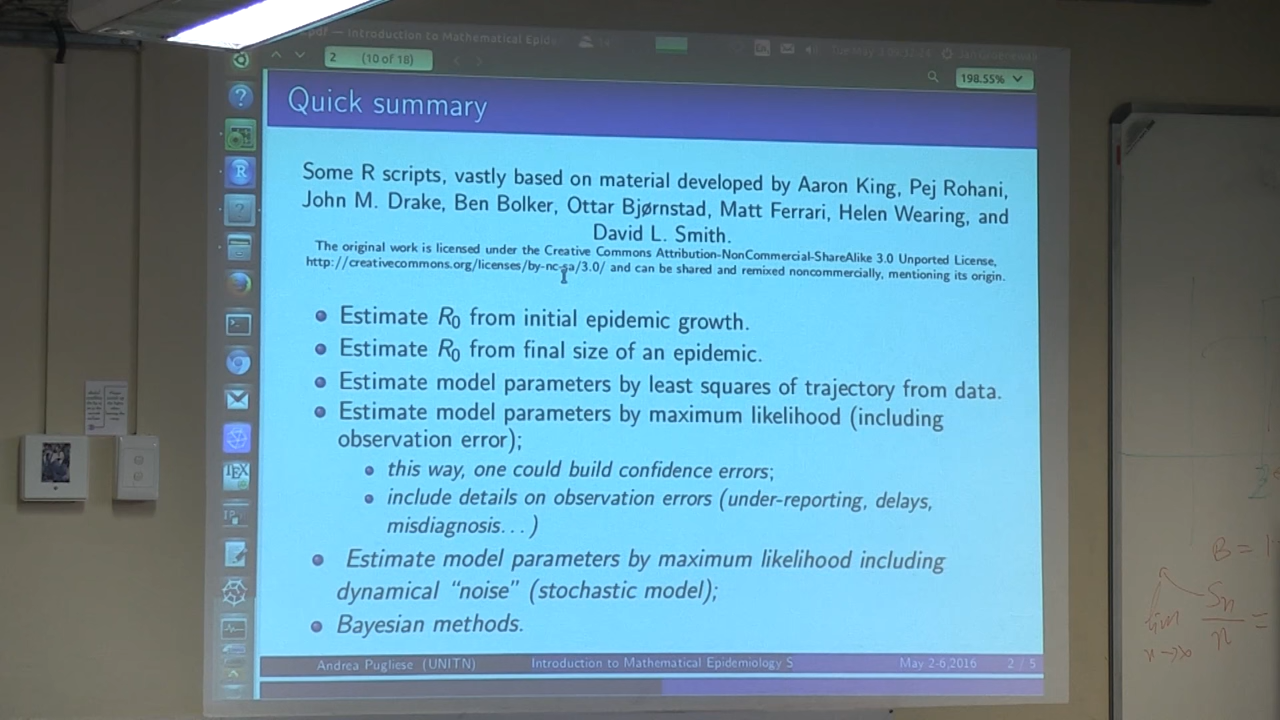 .pdf — Introduction to Mathematical Epide
2 (10 of 18)
198.55%
Quick summary
Some R scripts, vastly based on material developed by Aaron King, Pej Rohani,
John M. Drake, Ben Bolker, Ottar Bjørnstad, Matt Ferrari, Helen Wearing, and
David L. Smith.
The original work is licensed under the Creative Commons Attribution-NonCommercial-ShareAlike 3.0 Unported License,
http://creativecommons.org/licenses/by-nc-sa/3.0/ and can be shared and remixed noncommercially, mentioning its origin.
Estimate R0 from initial epidemic growth.
Estimate R0 from final size of an epidemic.
Estimate model parameters by least squares of trajectory from data.
Estimate model parameters by maximum likelihood (including
observation error);
this way, one could build confidence errors;
include details on observation errors (under-reporting, delays,
misdiagnosis...)
Estimate model parameters by maximum likelihood including
dynamical "noise" (stochastic model);
Bayesian methods.
Andrea Pugliese (UNITN) Introduction to Mathematical Epidemiology S May 2-6,2016 2 / 5
B = 
lim Sn/n =
n→∞